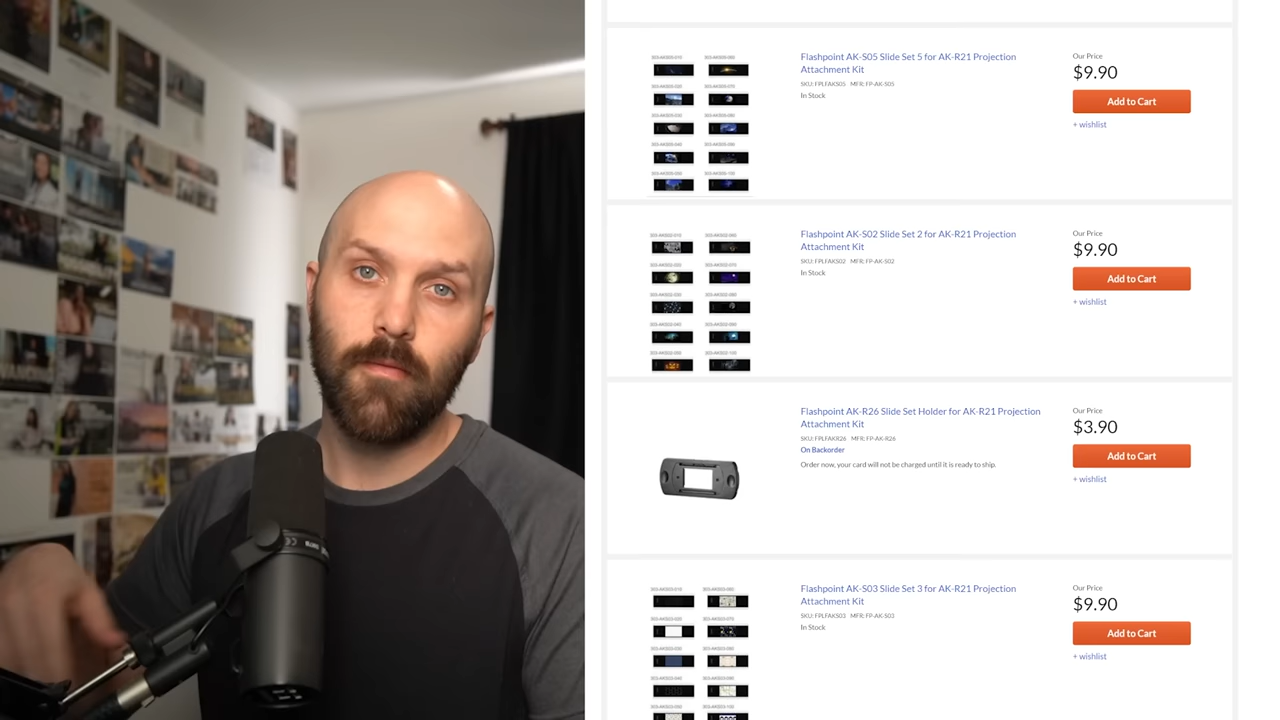 Flashpoint AK-S05 Slide Set 5 for AK-R21 Projection
Attachment Kit
SKU: FPLFAKS05 MFR: FP-AK-S05
In Stock
Our Price
$9.90
Add to Cart
+ wishlist
Flashpoint AK-S02 Slide Set 2 for AK-R21 Projection
Attachment Kit
SKU: FPLFAKS02 MFR: FP-AK-S02
In Stock
Our Price
$9.90
Add to Cart
+ wishlist
Flashpoint AK-R26 Slide Set Holder for AK-R21 Projection
Attachment Kit
SKU: FPLFAKR26 MFR: FP-AK-R26
On Backorder
Order now, your card will not be charged until it is ready to ship.
Our Price
$3.90
Add to Cart
+ wishlist
Flashpoint AK-S03 Slide Set 3 for AK-R21 Projection
Attachment Kit
SKU: FPLFAKS03 MFR: FP-AK-S03
In Stock
Our Price
$9.90
Add to Cart
+ wishlist